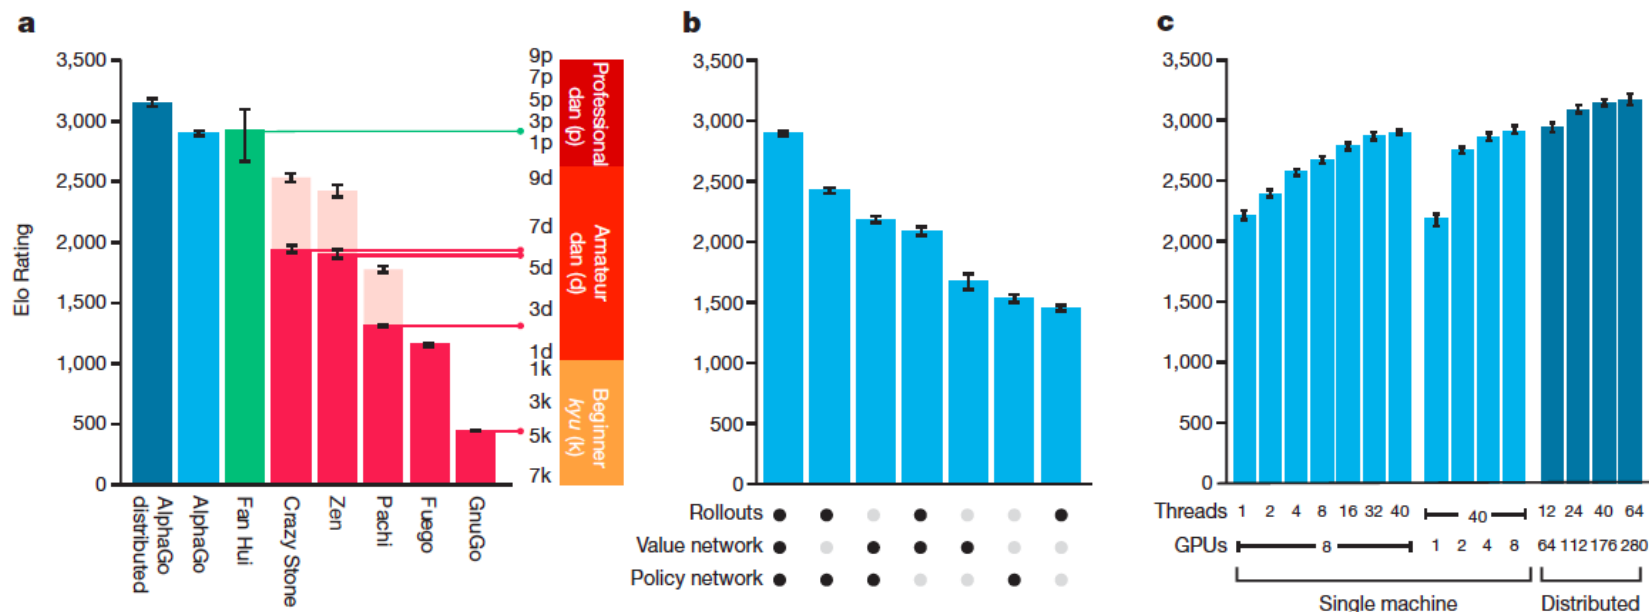 a
Elo Rating
3,500
3,000
2,500
2,000
1,500
1,000
500
0
AlphaGo distributed
AlphaGo
Fan Hui
Crazy Stone
Zen
Pachi
Fuego
GnuGo
9p
7p
5p
3p
1p
9d
7d
5d
3d
1d
1k
3k
5k
7k
Professional
dan (p)
Amateur
dan (d)
Beginner
kyu (k)
b
3,500
3,000
2,500
2,000
1,500
1,000
500
0
Rollouts
Value network
Policy network
c
3,500
3,000
2,500
2,000
1,500
1,000
500
0
Threads 1 2 4 8 16 32 40 40 12 24 40 64
GPUs 8 1 2 4 8 64 112 176 280
Single machine Distributed